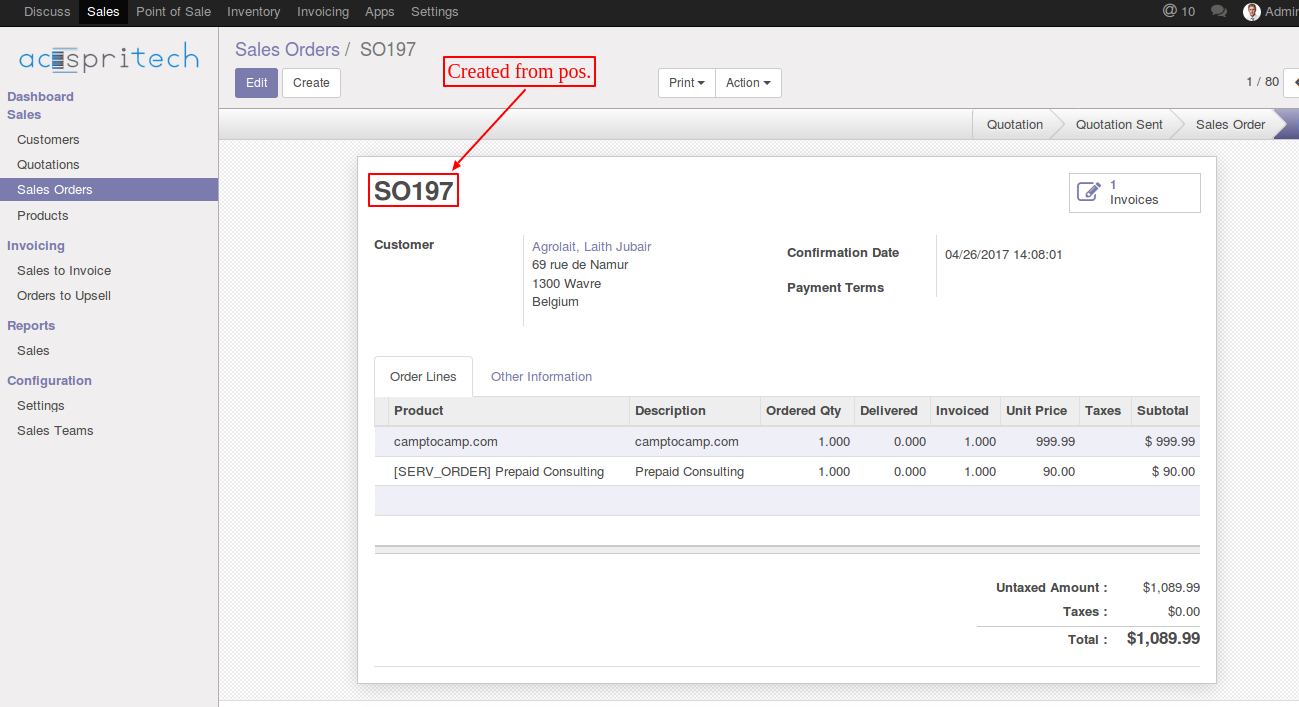 Discuss Sales Point of Sale Inventory Invoicing Apps Settings @ 10 Admin
acespritech
Sales Orders / SO197
Edit Create Print Action 1 / 80
Created from pos.
Dashboard
Sales
Customers
Quotations
Sales Orders
Products
Invoicing
Sales to Invoice
Orders to Upsell
Reports
Sales
Configuration
Settings
Sales Teams
Quotation Quotation Sent Sales Order
SO197
1
Invoices
Customer
Agrolait, Laith Jubair
69 rue de Namur
1300 Wavre
Belgium
Confirmation Date 04/26/2017 14:08:01
Payment Terms
Order Lines Other Information
Product Description Ordered Qty Delivered Invoiced Unit Price Taxes Subtotal
camptocamp.com camptocamp.com 1.000 0.000 1.000 999.99 $ 999.99
[SERV_ORDER] Prepaid Consulting Prepaid Consulting 1.000 0.000 1.000 90.00 $ 90.00
Untaxed Amount : $1,089.99
Taxes : $0.00
Total : $1,089.99